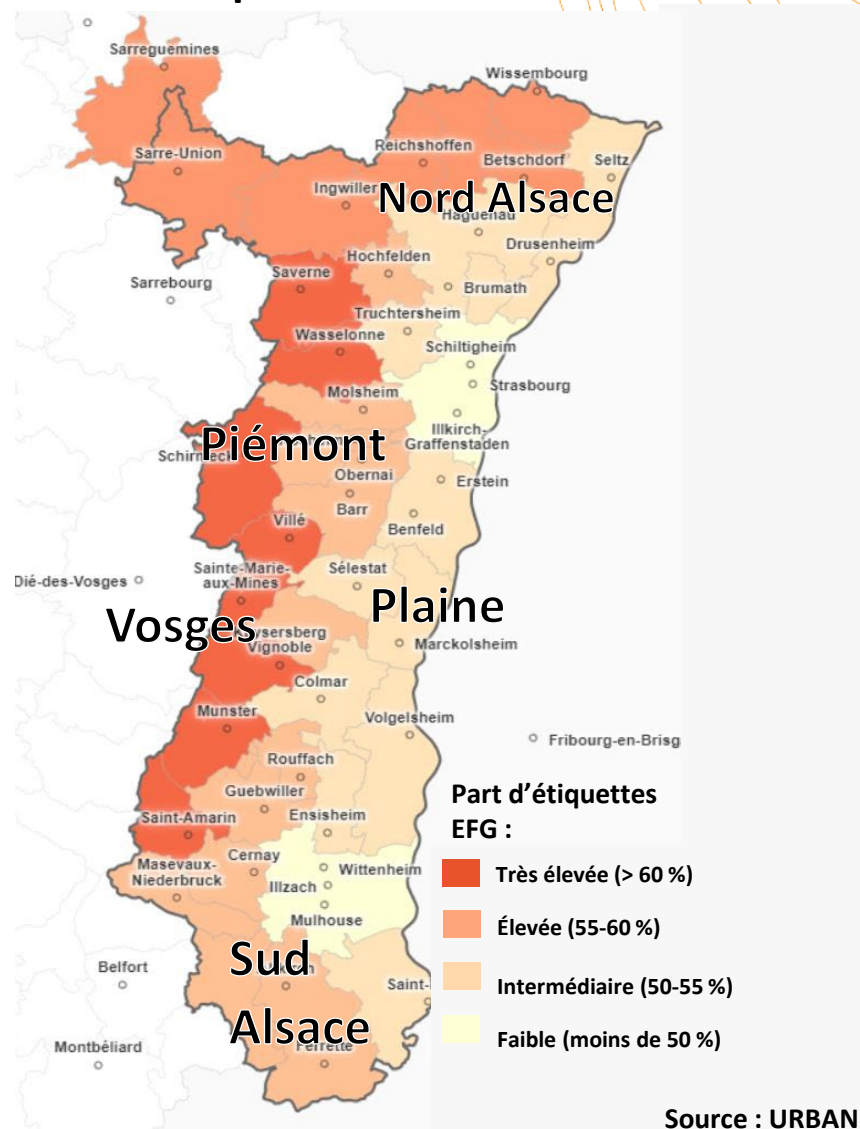 Sarreguemines
Wissembourg
Reichshoffen
Sarre-Union
Betschdorf
Seltz
Ingwiller
Nord Alsace
Haguenau
Drusenheim
Hochfelden
Saverne
Sarrebourg
Brumath
Truchtersheim
Wasselonne
Schiltigheim
Strasbourg
Molsheim
Illkirch-
Graffenstaden
Piémont
Obernai
Erstein
Barr
Benfeld
Villé
Sainte-Marie-
aux-Mines
Sélestat
Dié-des-Vosges
Plaine
Vosges
Vignoble
Marckolsheim
Colmar
Munster
Volgelsheim
Fribourg-en-Brisg
Rouffach
Guebwiller
Ensisheim
Saint-Amarin
Cernay
Masevaux-
Niederbruck
Wittenheim
Illzach
Mulhouse
Sud
Alsace
Belfort
Saint-
Montbéliard
Ferrette
Part d’étiquettes
EFG :
Très élevée (> 60 %)
Élevée (55-60 %)
Intermédiaire (50-55 %)
Faible (moins de 50 %)
Source : URBAN